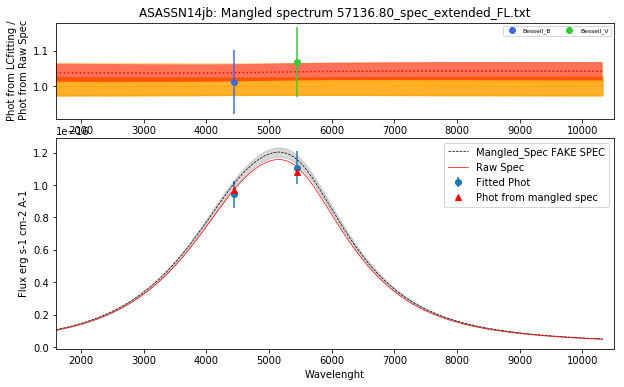 ASASSN14jb: Mangled spectrum 57136.80_spec_extended_FL.txt
Phot from LCfitting /
Phot from Raw Spec
1.1
1.0
Bessell_B
Bessell_V
2000 3000 4000 5000 6000 7000 8000 9000 10000
1e−16
Flux erg s-1 cm-2 A-1
1.2
1.0
0.8
0.6
0.4
0.2
0.0
Mangled_Spec FAKE SPEC
Raw Spec
Fitted Phot
Phot from mangled spec
2000 3000 4000 5000 6000 7000 8000 9000 10000
Wavelenght